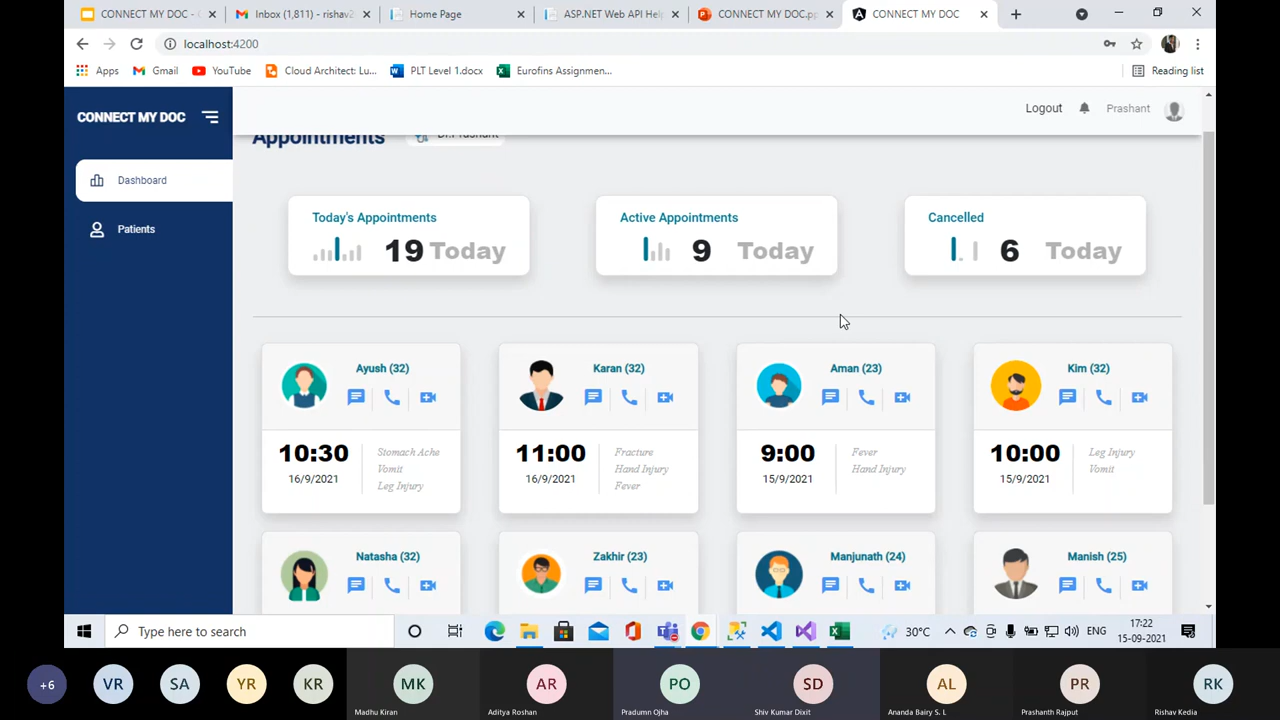 CONNECT MY DOC - G
Inbox (1,811) - rishav2
Home Page
ASP.NET Web API Help
CONNECT MY DOC.pp
CONNECT MY DOC
localhost:4200
Apps
Gmail
YouTube
Cloud Architect: Lu...
PLT Level 1.docx
Eurofins Assignmen...
Reading list
CONNECT MY DOC
Logout
Prashant
Dashboard
Patients
Appointments
Dr.Prashant
Today's Appointments
19 Today
Active Appointments
9 Today
Cancelled
6 Today
Ayush (32)
10:30
16/9/2021
Stomach Ache
Vomit
Leg Injury
Karan (32)
11:00
16/9/2021
Fracture
Hand Injury
Fever
Aman (23)
9:00
15/9/2021
Fever
Hand Injury
Kim (32)
10:00
15/9/2021
Leg Injury
Vomit
Natasha (32)
Zakhir (23)
Manjunath (24)
Manish (25)
Type here to search
30°C
ENG
17:22
15-09-2021
+6
VR
SA
YR
KR
MK
Madhu Kiran
AR
Aditya Roshan
PO
Pradumn Ojha
SD
Shiv Kumar Dixit
AL
Ananda Bairy S. L
PR
Prashanth Rajput
RK
Rishav Kedia